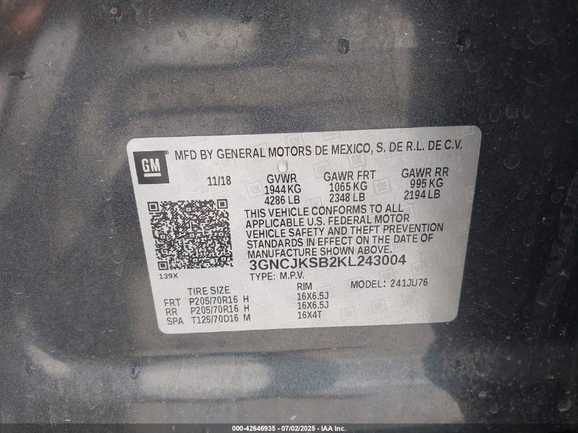 GM
MFD BY GENERAL MOTORS DE MEXICO, S. DE R.L. DE C.V.
11/18 GVWR GAWR FRT GAWR RR
1944 KG 1065 KG 995 KG
4286 LB 2348 LB 2194 LB
THIS VEHICLE CONFORMS TO ALL
APPLICABLE U.S. FEDERAL MOTOR
VEHICLE SAFETY AND THEFT PREVENTION
STANDARDS IN EFFECT ON THE DATE OF
MANUFACTURE SHOWN ABOVE.
3GNCJKSB2KL243004
139X
TYPE: M.P.V. MODEL: 241JU76
TIRE SIZE RIM
FRT P205/70R16 H 16X6.5J
RR P205/70R16 H 16X6.5J
SPA T125/70D16 M 16X4T
000-42646935 - 07/02/2025 - IAA Inc.